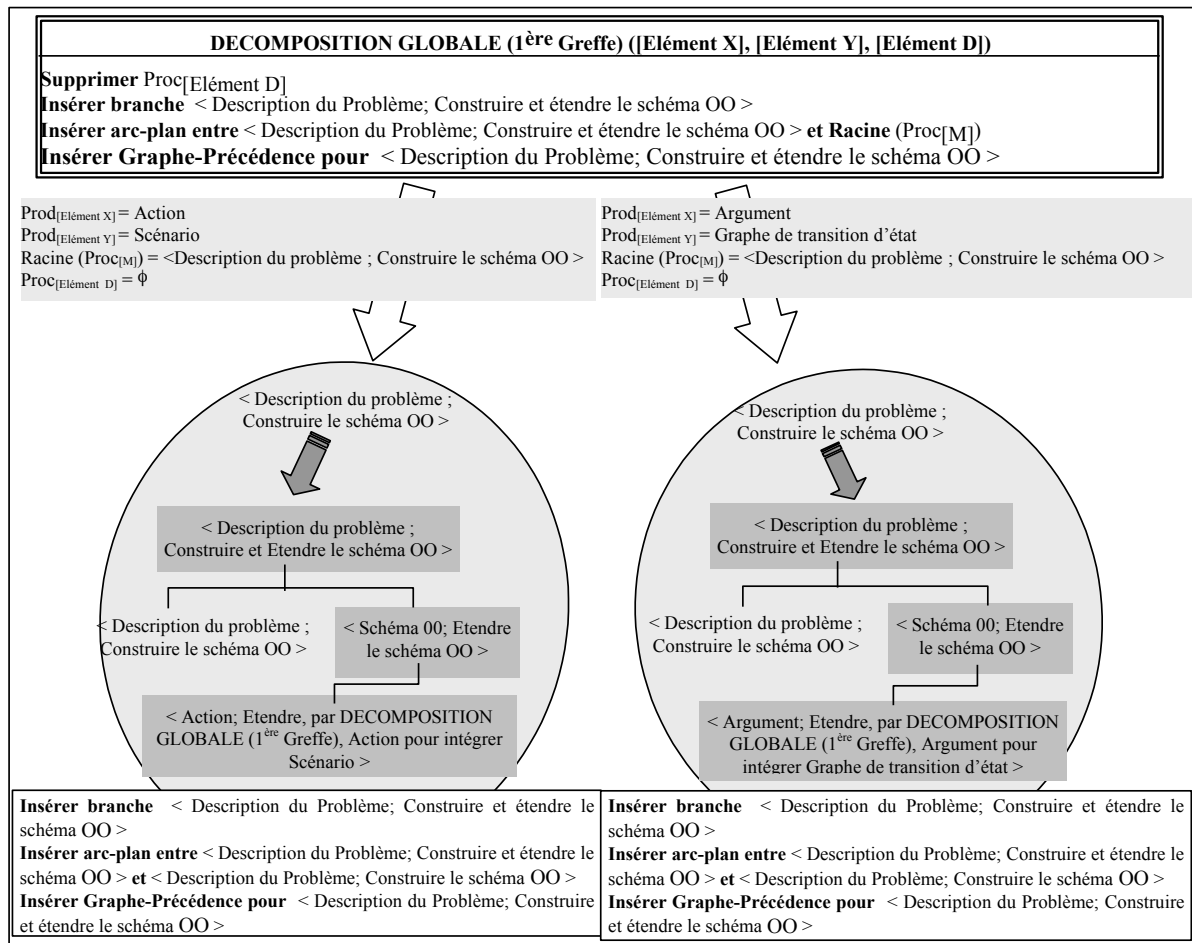 DECOMPOSITION GLOBALE (1ère Greffe) ([Elément X], [Elément Y], [Elément D])
Supprimer Proc[Elément D]
Insérer branche < Description du Problème; Construire et étendre le schéma OO >
Insérer arc-plan entre < Description du Problème; Construire et étendre le schéma OO > et Racine (Proc[M])
Insérer Graphe-Précédence pour < Description du Problème; Construire et étendre le schéma OO >
Prod[Elément X] = Action
Prod[Elément Y] = Scénario
Racine (Proc[M]) = <Description du problème ; Construire le schéma OO >
Proc[Elément D] = ϕ
Prod[Elément X] = Argument
Prod[Elément Y] = Graphe de transition d'état
Racine (Proc[M]) = <Description du problème ; Construire le schéma OO >
Proc[Elément D] = ϕ
< Description du problème ;
Construire le schéma OO >
< Description du problème ;
Construire et Etendre le schéma OO >
< Description du problème ;
Construire le schéma OO >
< Schéma 00; Etendre
le schéma OO >
< Action; Etendre, par DECOMPOSITION
GLOBALE (1ère Greffe), Action pour intégrer
Scénario >
< Description du problème ;
Construire le schéma OO >
< Description du problème ;
Construire et Etendre le schéma OO >
< Description du problème ;
Construire le schéma OO >
< Schéma 00; Etendre
le schéma OO >
< Argument; Etendre, par DECOMPOSITION
GLOBALE (1ère Greffe), Argument pour
intégrer Graphe de transition d'état >
Insérer branche < Description du Problème; Construire et étendre le
schéma OO >
Insérer arc-plan entre < Description du Problème; Construire et étendre le
schéma OO > et < Description du Problème; Construire le schéma OO >
Insérer Graphe-Précédence pour < Description du Problème; Construire
et étendre le schéma OO >
Insérer branche < Description du Problème; Construire et étendre le
schéma OO >
Insérer arc-plan entre < Description du Problème; Construire et étendre le
schéma OO > et < Description du Problème; Construire le schéma OO >
Insérer Graphe-Précédence pour < Description du Problème; Construire
et étendre le schéma OO >